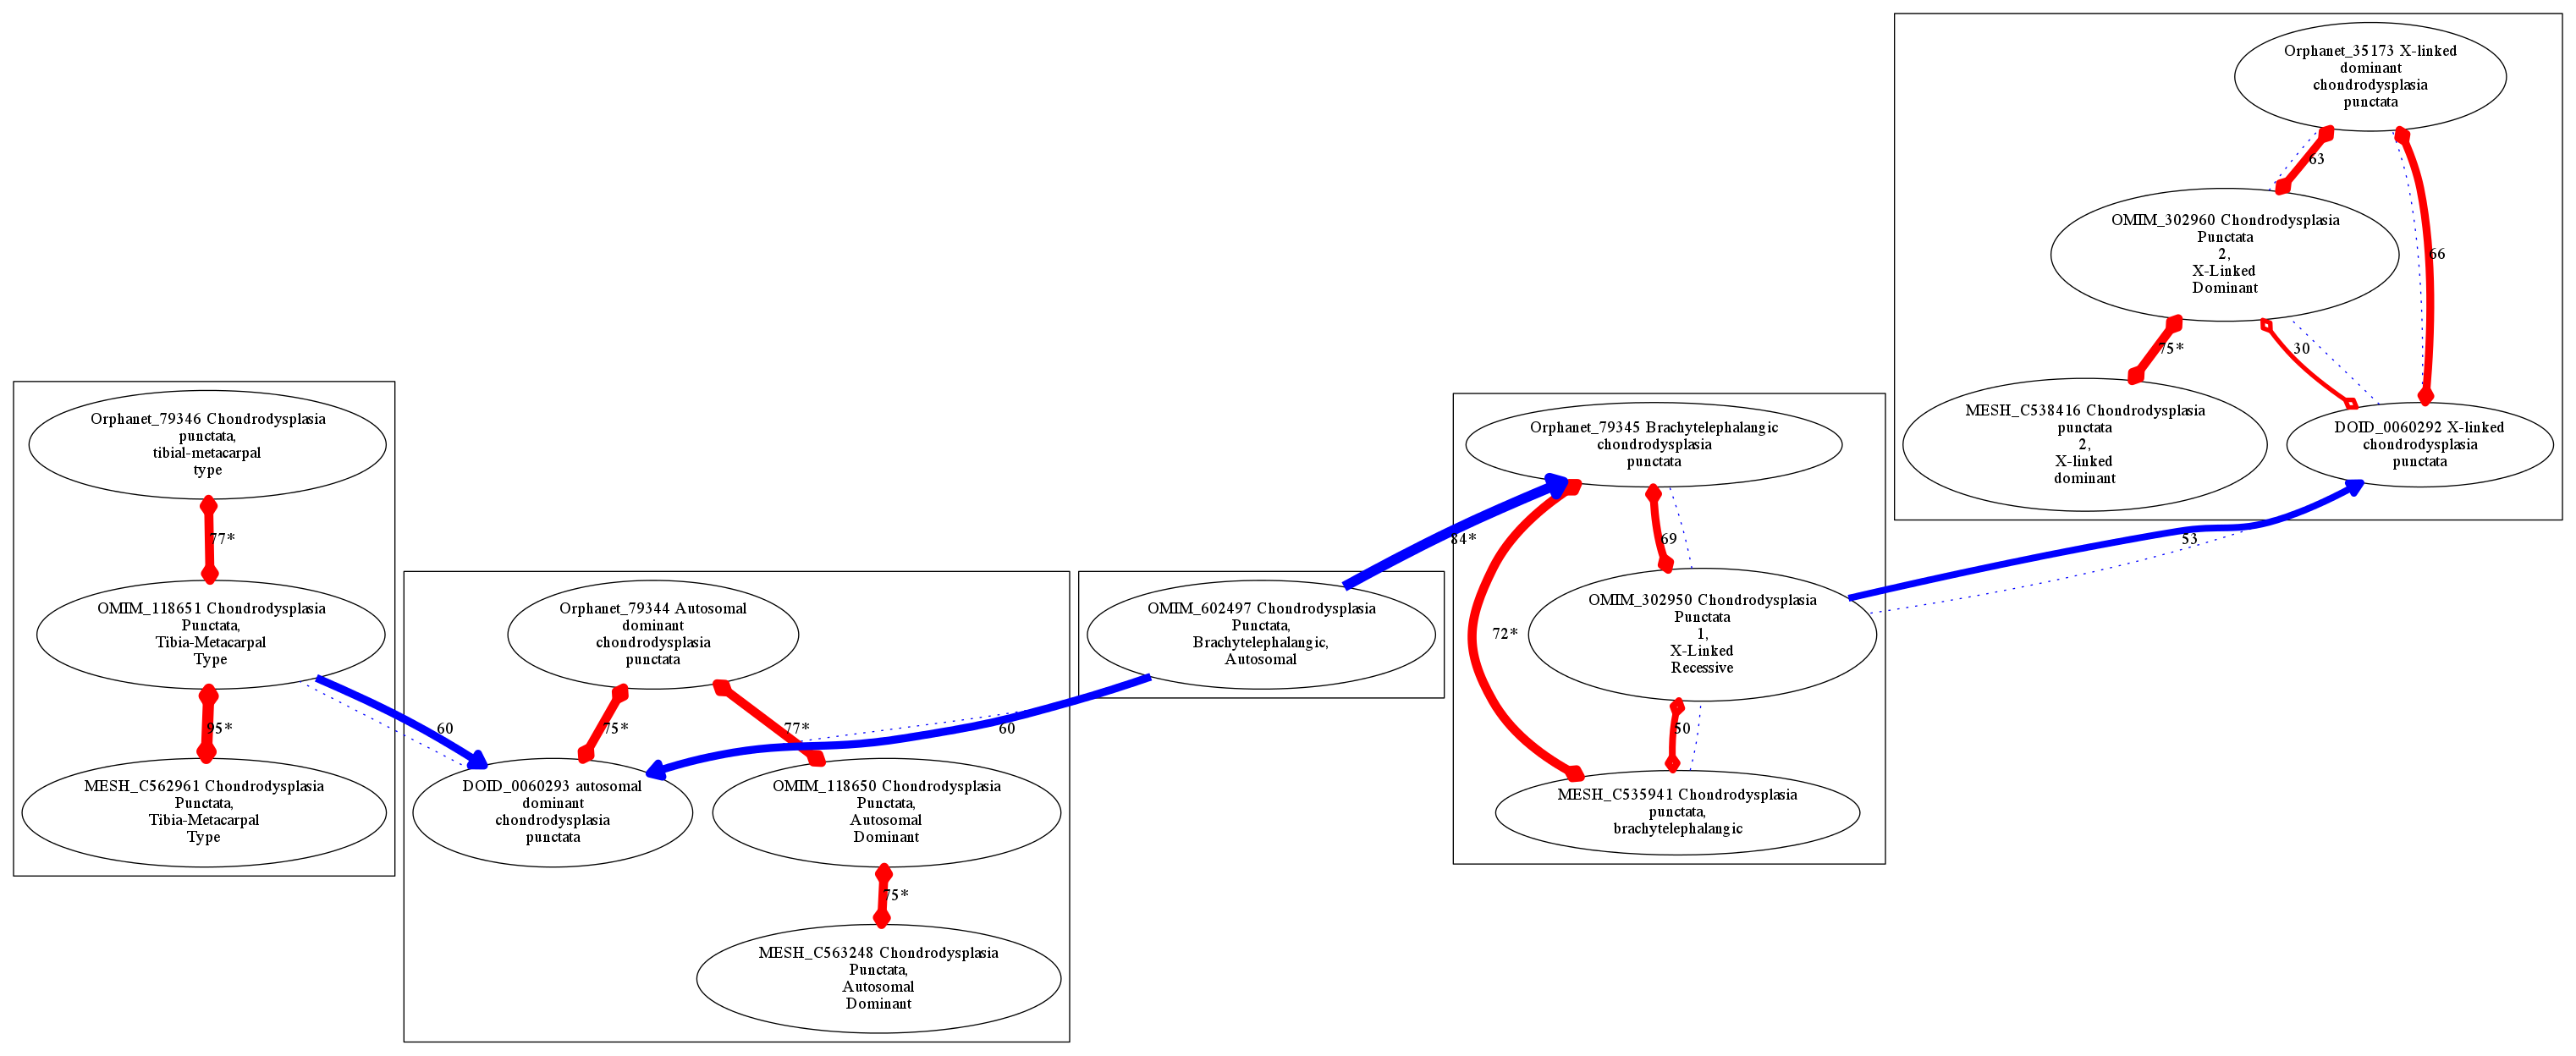 Orphanet_35173 X-linked
dominant
chondrodysplasia
punctata
63
OMIM_302960 Chondrodysplasia
Punctata
2,
X-Linked
Dominant
66
75*
30
MESH_C538416 Chondrodysplasia
punctata
2,
X-linked
dominant
DOID_0060292 X-linked
chondrodysplasia
punctata
Orphanet_79346 Chondrodysplasia
punctata,
tibial-metacarpal
type
77*
OMIM_118651 Chondrodysplasia
Punctata,
Tibia-Metacarpal
Type
95*
60
MESH_C562961 Chondrodysplasia
Punctata,
Tibia-Metacarpal
Type
Orphanet_79344 Autosomal
dominant
chondrodysplasia
punctata
75*
77*
60
DOID_0060293 autosomal
dominant
chondrodysplasia
punctata
OMIM_118650 Chondrodysplasia
Punctata,
Autosomal
Dominant
75*
MESH_C563248 Chondrodysplasia
Punctata,
Autosomal
Dominant
OMIM_602497 Chondrodysplasia
Punctata,
Brachytelephalangic,
Autosomal
84*
Orphanet_79345 Brachytelephalangic
chondrodysplasia
punctata
69
53
72*
OMIM_302950 Chondrodysplasia
Punctata
1,
X-Linked
Recessive
50
MESH_C535941 Chondrodysplasia
punctata,
brachytelephalangic